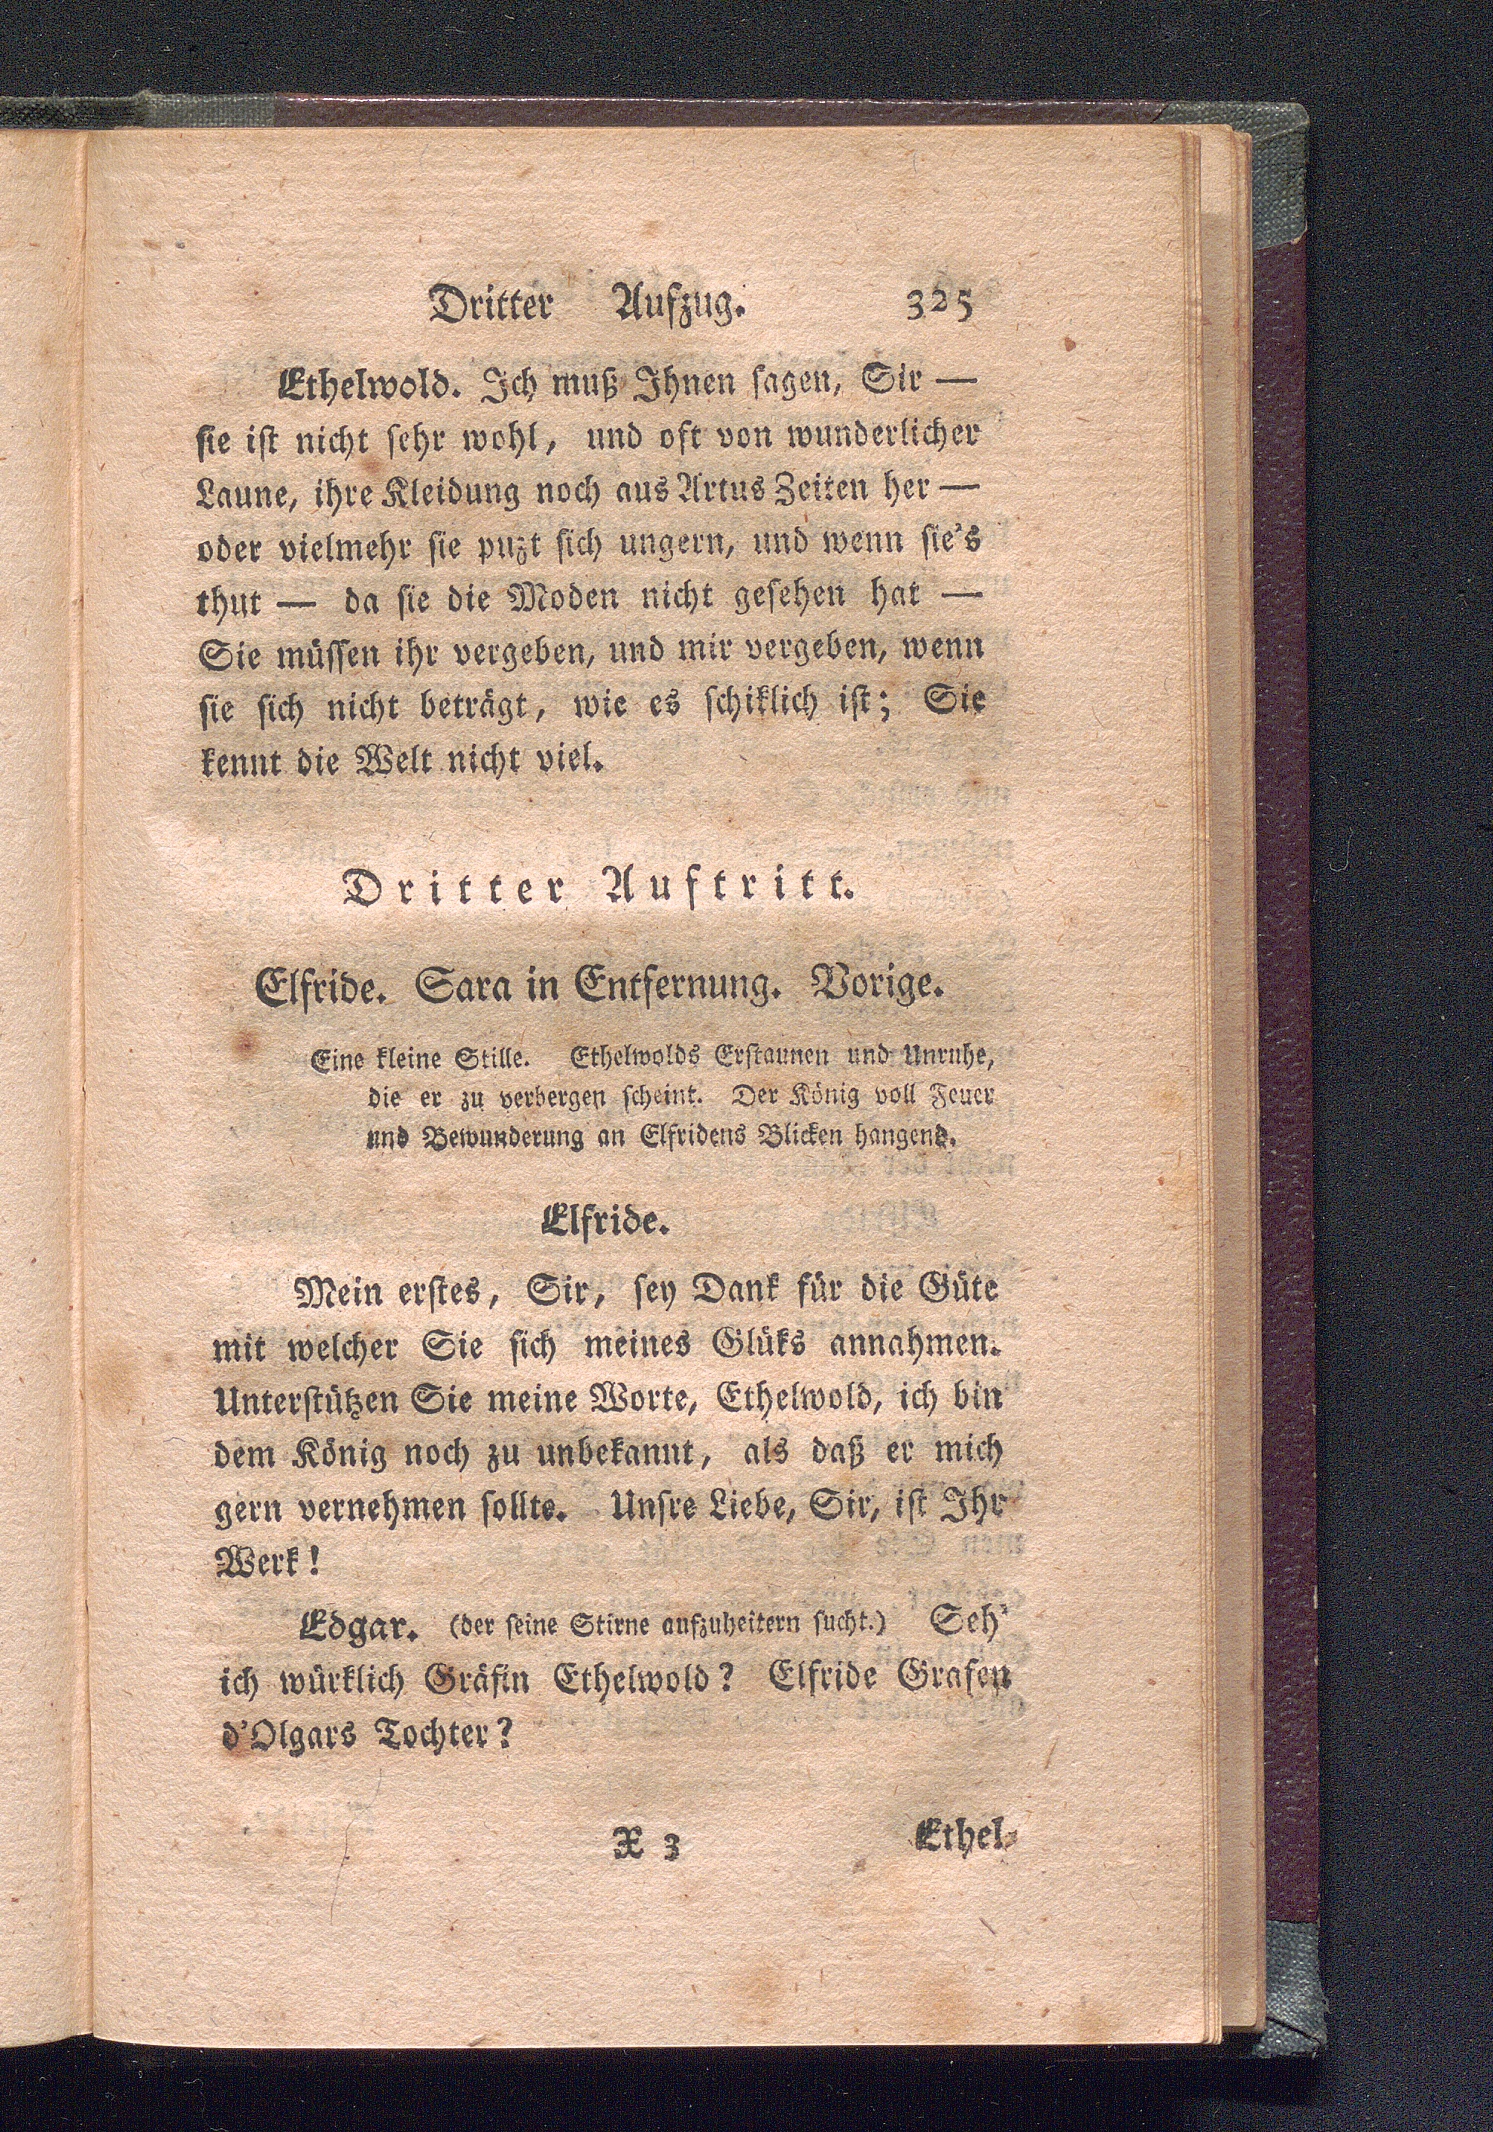 Dritter Aufzug. 325
Ethelwold. Ich muß Ihnen sagen, Sir —
sie ist nicht sehr wohl, und oft von wunderlicher
Laune, ihre Kleidung noch aus Artus Zeiten her —
oder vielmehr sie puzt sich ungern, und wenn sie's
thut — da sie die Moden nicht gesehen hat —
Sie müssen ihr vergeben, und mir vergeben, wenn
sie sich nicht beträgt, wie es schiklich ist; Sie
kennt die Welt nicht viel.
Dritter Auftritt.
Elfride. Sara in Entfernung. Vorige.
Eine kleine Stille. Ethelwolds Erstaunen und Unruhe,
die er zu verbergen scheint. Der König voll Feuer
und Bewunderung an Elfridens Blicken hangend.
Elfride.
Mein erstes, Sir, sey Dank für die Güte
mit welcher Sie sich meines Glüks annahmen.
Unterstützen Sie meine Worte, Ethelwold, ich bin
dem König noch zu unbekannt, als daß er mich
gern vernehmen sollte. Unsre Liebe, Sir, ist Ihr
Werk!
Edgar. (der seine Stirne aufzuheitern sucht.) Seh'
ich würklich Gräfin Ethelwold? Elfride Grafen
d'Olgars Tochter?
X 3 Ethel-